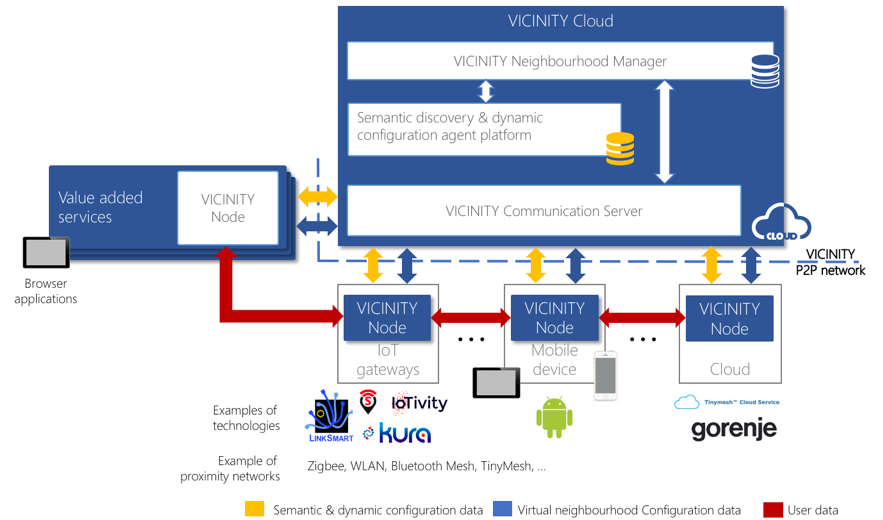 VICINITY Cloud
VICINITY Neighbourhood Manager
Semantic discovery & dynamic
configuration agent platform
Value added
services
VICINITY
Node
VICINITY Communication Server
CLOUD
VICINITY
P2P network
Browser
applications
VICINITY
Node
IoT
gateways
...
VICINITY
Node
Mobile
device
...
VICINITY
Node
Cloud
Examples of
technologies
LINKSMART
S
IoTivity
kura
Tinymesh™ Cloud Service
gorenje
Example of
proximity networks
Zigbee, WLAN, Bluetooth Mesh, TinyMesh, ...
Semantic & dynamic configuration data
Virtual neighbourhood Configuration data
User data